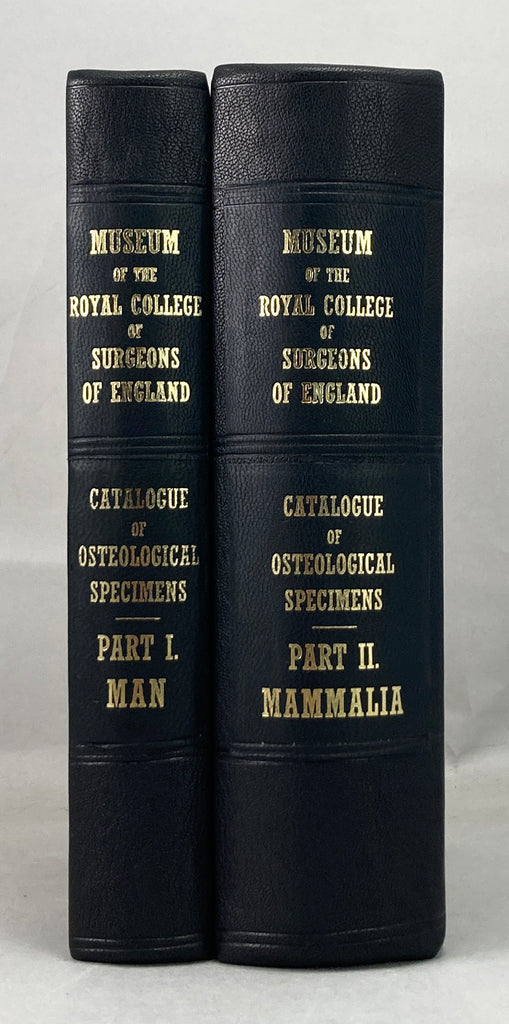 MUSEUM
OF THE
ROYAL COLLEGE
OF
SURGEONS
OF ENGLAND
CATALOGUE
OF
OSTEOLOGICAL
SPECIMENS
PART I.
MAN
MUSEUM
OF THE
ROYAL COLLEGE
OF
SURGEONS
OF ENGLAND
CATALOGUE
OF
OSTEOLOGICAL
SPECIMENS
PART II.
MAMMALIA